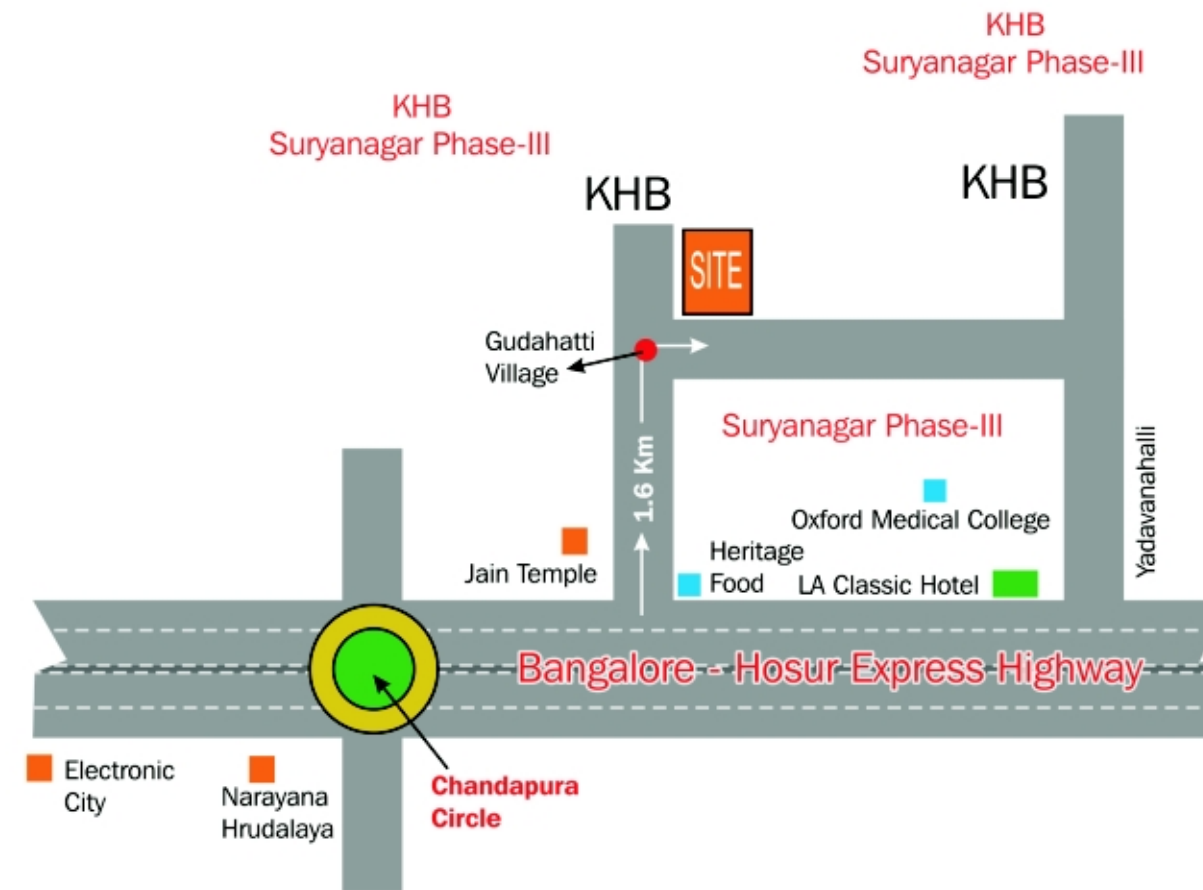 KHB
Suryanagar Phase-III
KHB
Suryanagar Phase-III
KHB
KHB
SITE
Gudahatti
Village
Suryanagar Phase-III
1.6 Km
Yadavanahalli
Oxford Medical College
Jain Temple
Heritage
Food
LA Classic Hotel
Bangalore - Hosur Express Highway
Electronic
City
Narayana
Hrudalaya
Chandapura
Circle